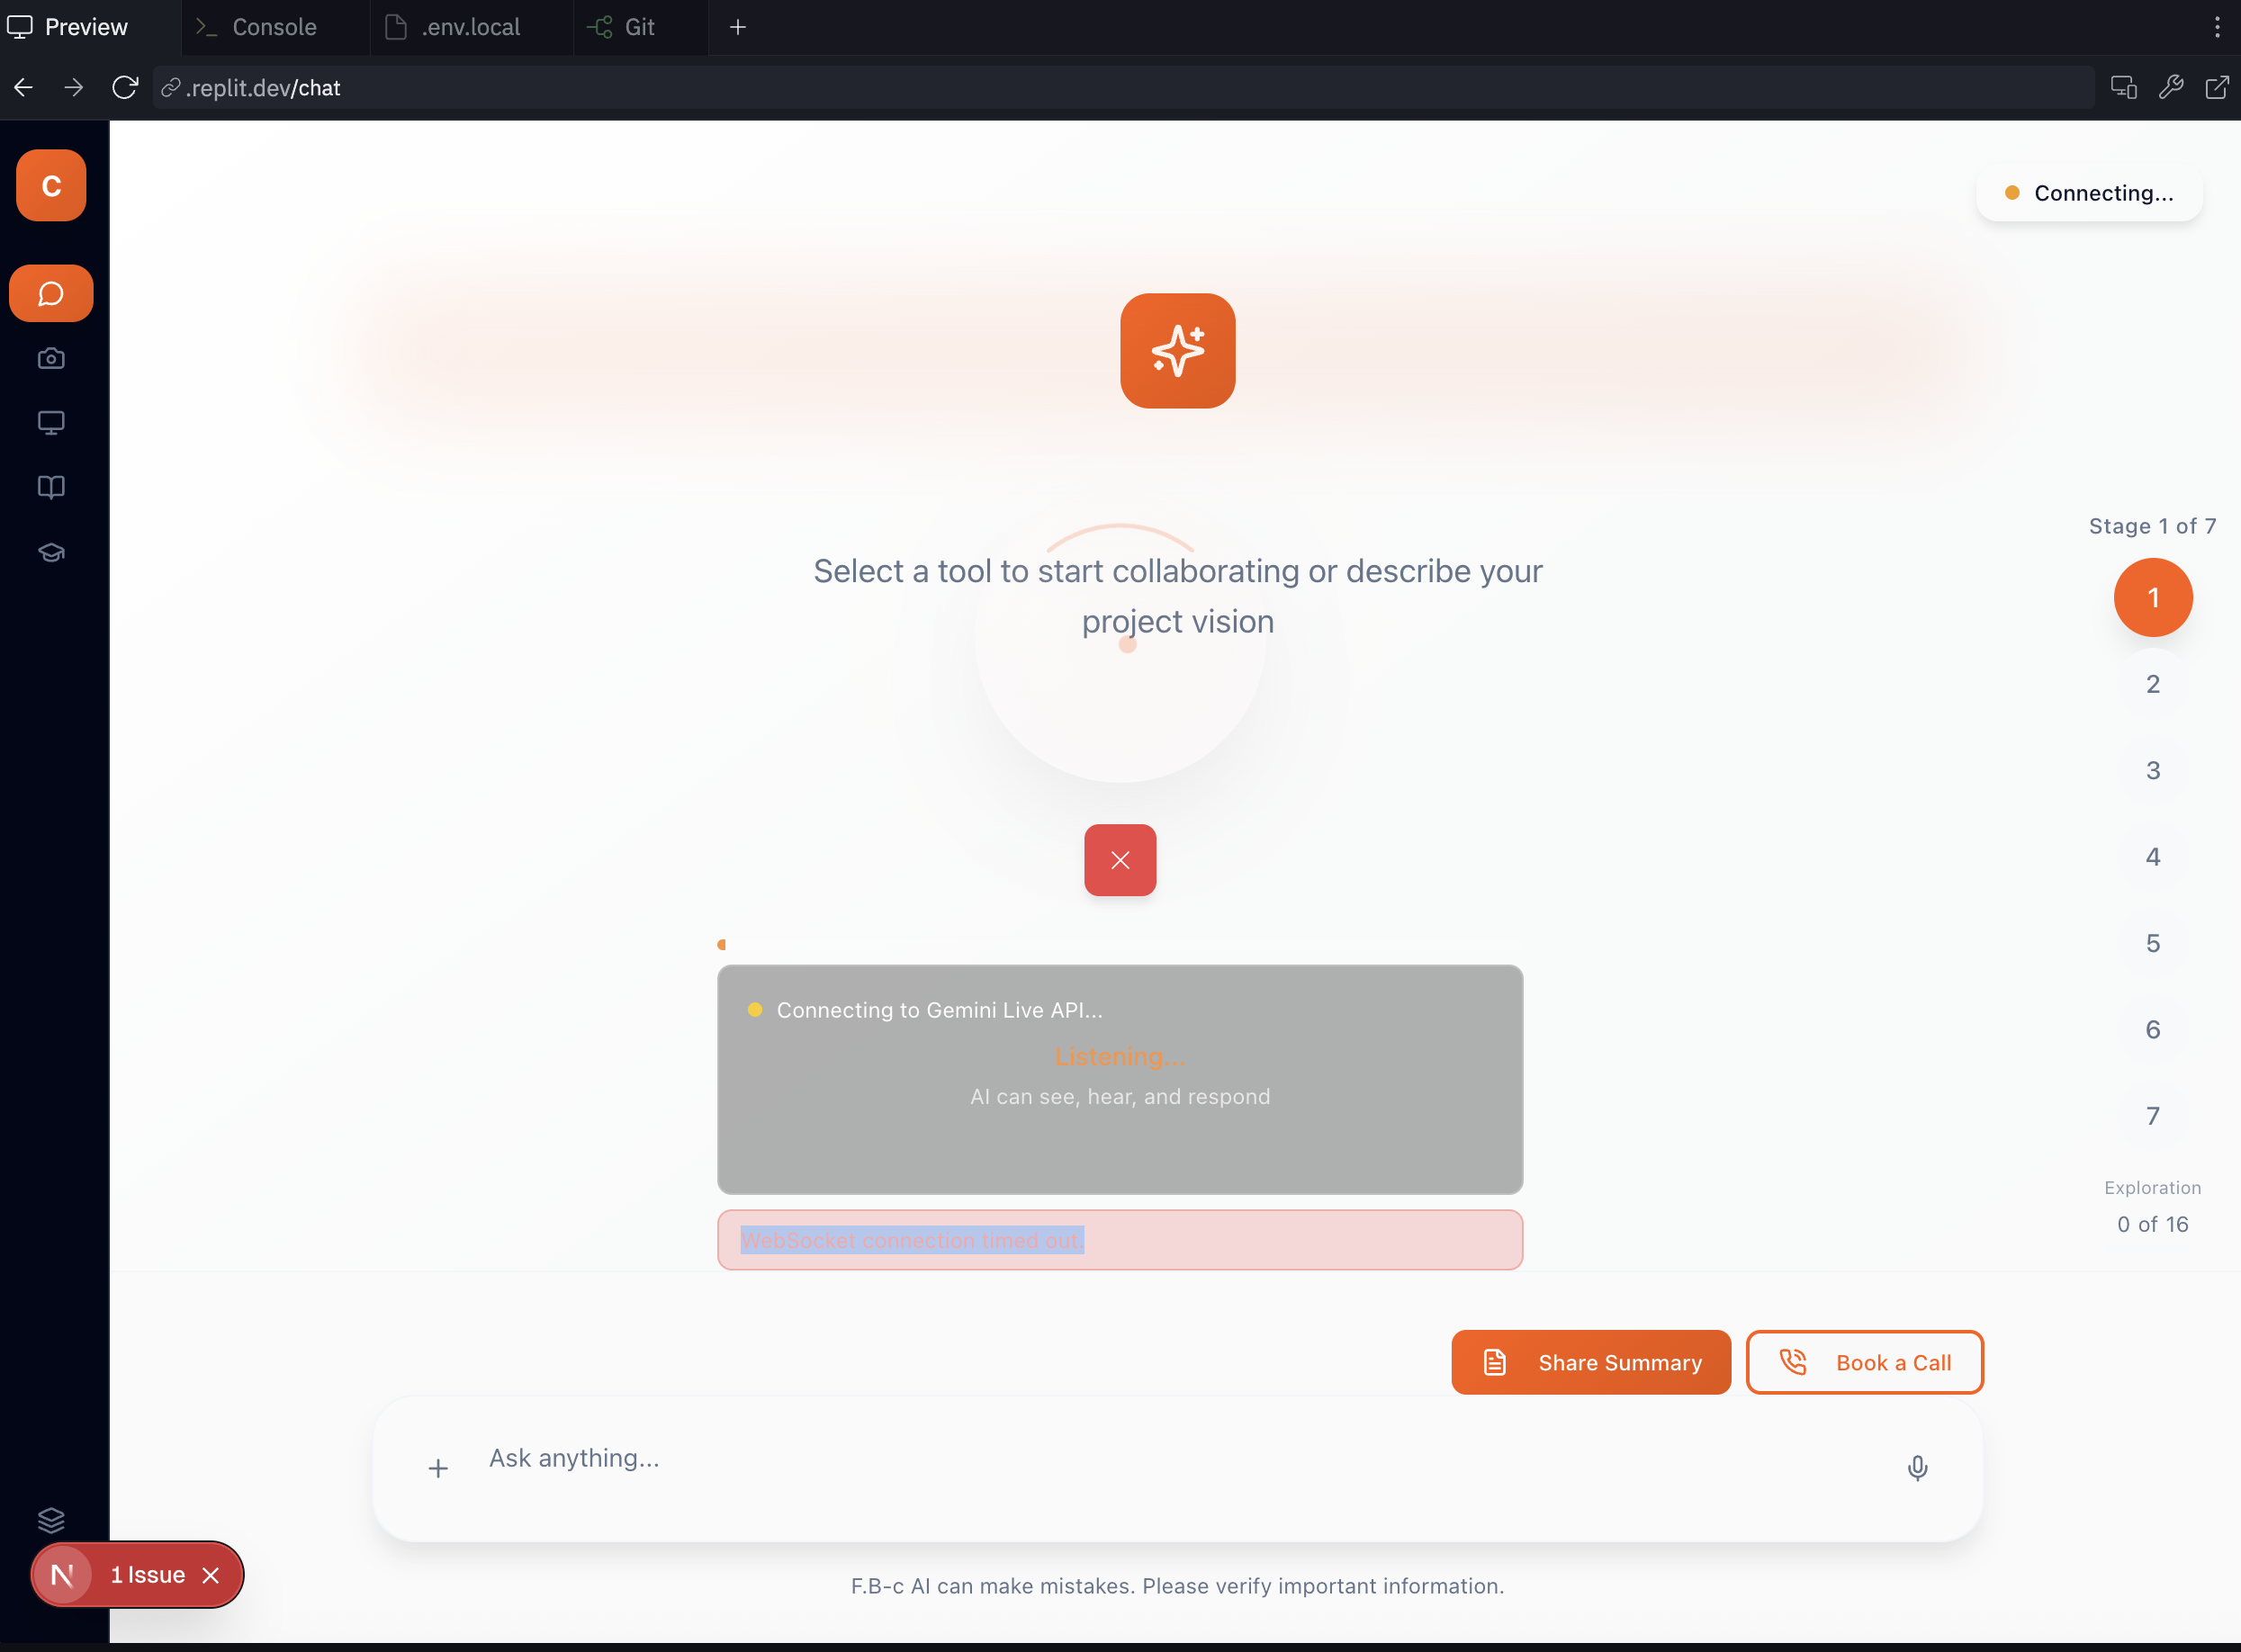 Preview
Console
.env.local
Git
.replit.dev/chat
C
Connecting...
Select a tool to start collaborating or describe your
project vision
Stage 1 of 7
1
2
3
4
5
6
7
Exploration
0 of 16
Connecting to Gemini Live API...
Listening...
AI can see, hear, and respond
WebSocket connection timed out.
Share Summary
Book a Call
Ask anything...
N
1 Issue
F.B-c AI can make mistakes. Please verify important information.